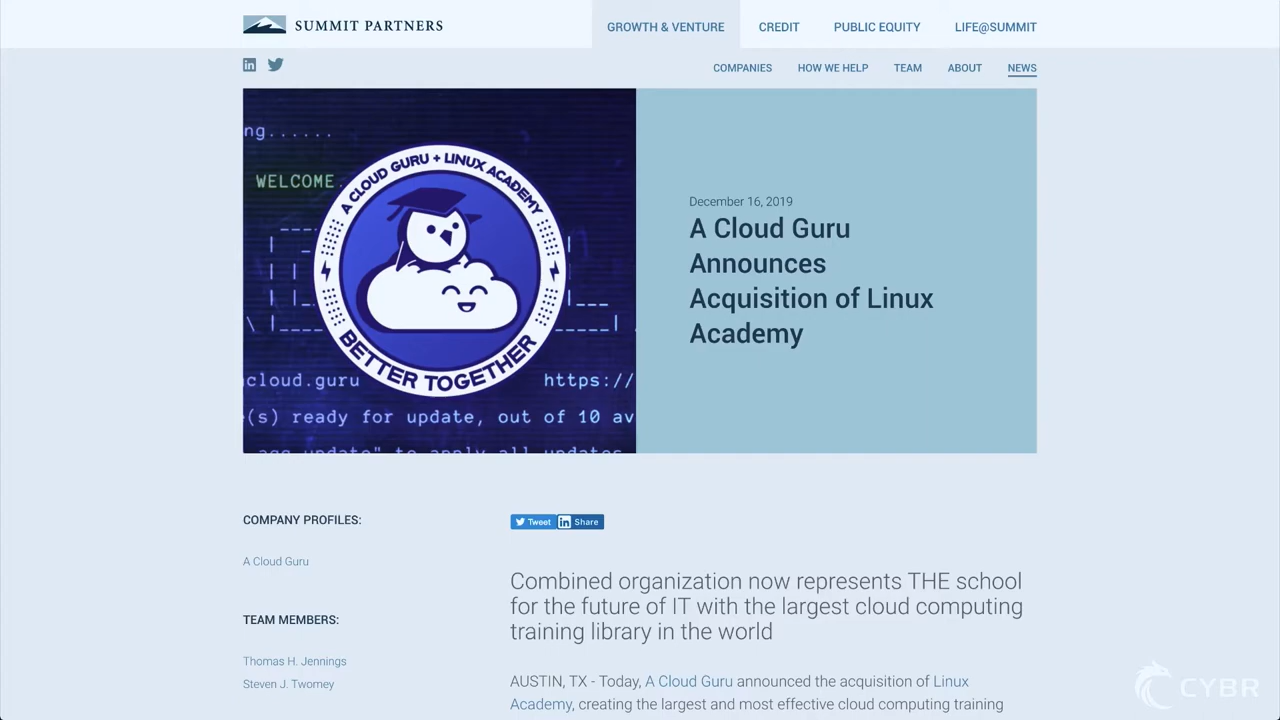 SUMMIT PARTNERS
GROWTH & VENTURE
CREDIT
PUBLIC EQUITY
LIFE@SUMMIT
COMPANIES
HOW WE HELP
TEAM
ABOUT
NEWS
ng......
WELCOME
A CLOUD GURU + LINUX ACADEMY
BETTER TOGETHER
cloud.guru
https://
(s) ready for update, out of 10 av
update" to apply all updates
December 16, 2019
A Cloud Guru
Announces
Acquisition of Linux
Academy
COMPANY PROFILES:
A Cloud Guru
TEAM MEMBERS:
Thomas H. Jennings
Steven J. Twomey
Tweet
Share
Combined organization now represents THE school
for the future of IT with the largest cloud computing
training library in the world
AUSTIN, TX - Today, A Cloud Guru announced the acquisition of Linux
Academy, creating the largest and most effective cloud computing training
CYBR